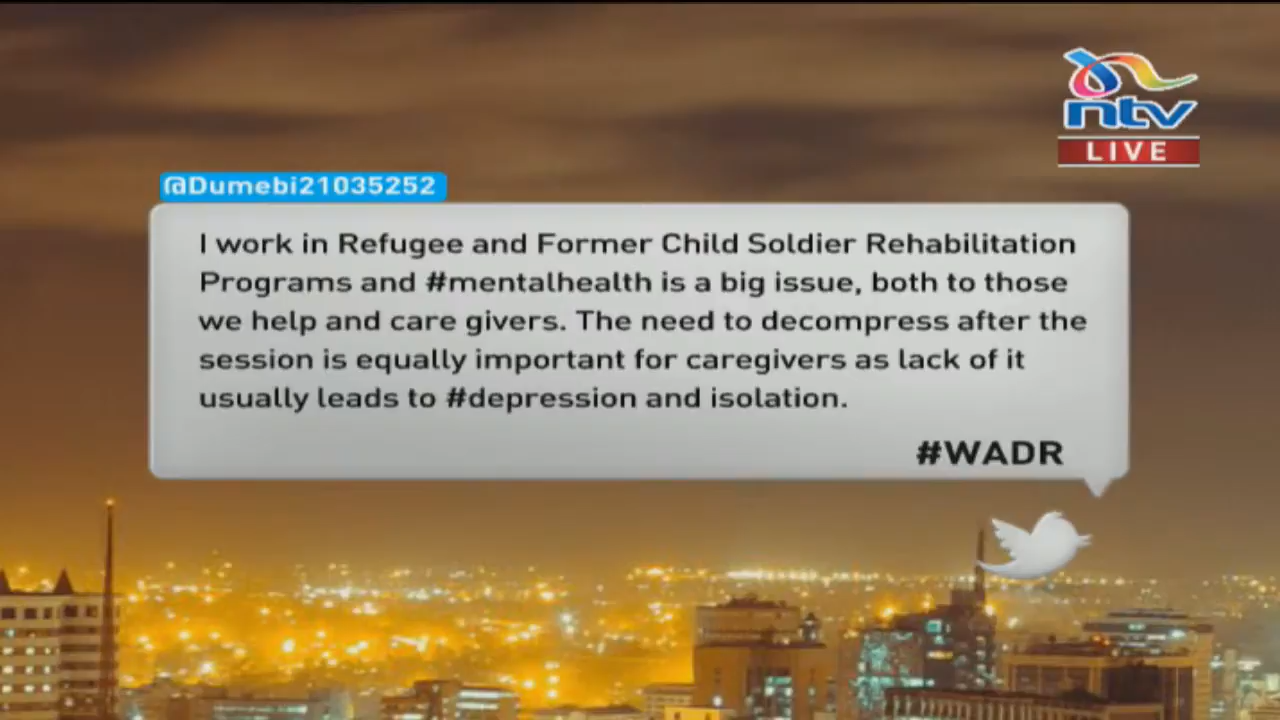 ntv
LIVE
@Dumebi21035252
I work in Refugee and Former Child Soldier Rehabilitation
Programs and #mentalhealth is a big issue, both to those
we help and care givers. The need to decompress after the
session is equally important for caregivers as lack of it
usually leads to #depression and isolation.
#WADR